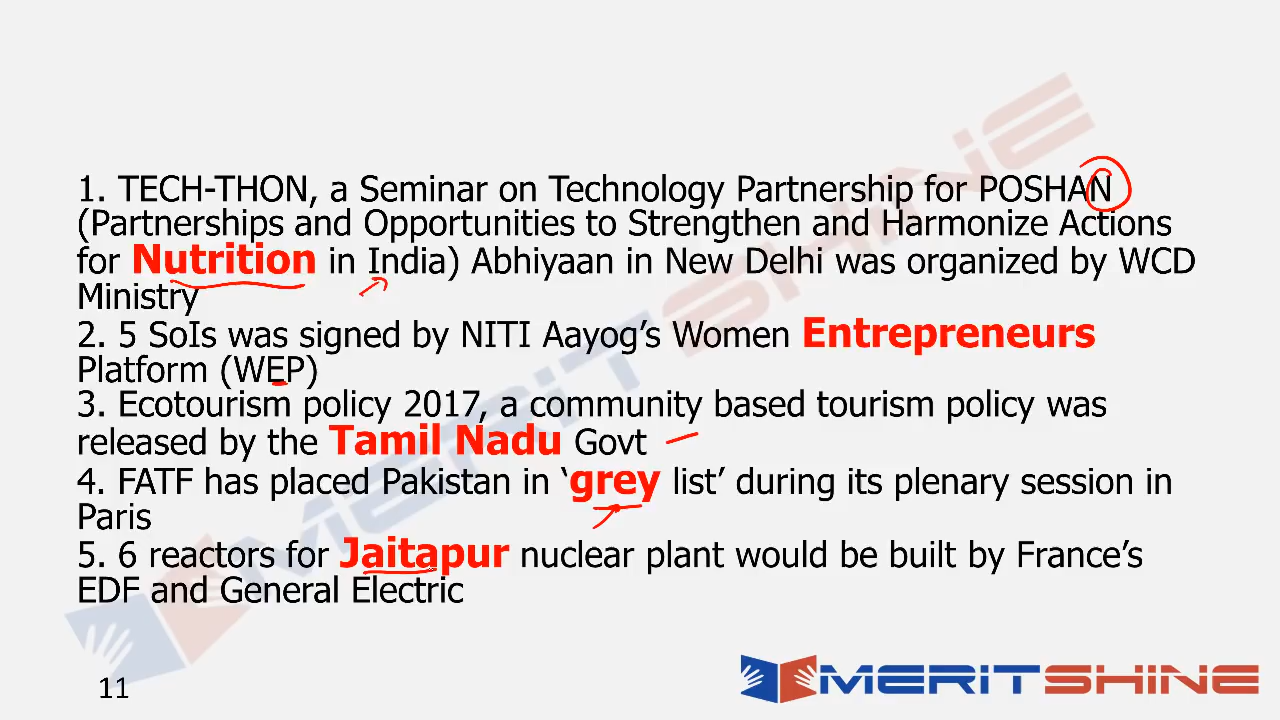 1. TECH-THON, a Seminar on Technology Partnership for POSHAN
(Partnerships and Opportunities to Strengthen and Harmonize Actions
for Nutrition in India) Abhiyaan in New Delhi was organized by WCD
Ministry
2. 5 SoIs was signed by NITI Aayog’s Women Entrepreneurs
Platform (WEP)
3. Ecotourism policy 2017, a community based tourism policy was
released by the Tamil Nadu Govt
4. FATF has placed Pakistan in ‘grey list’ during its plenary session in
Paris
5. 6 reactors for Jaitapur nuclear plant would be built by France’s
EDF and General Electric
11
MERiTSHINE
MERiTSHINE